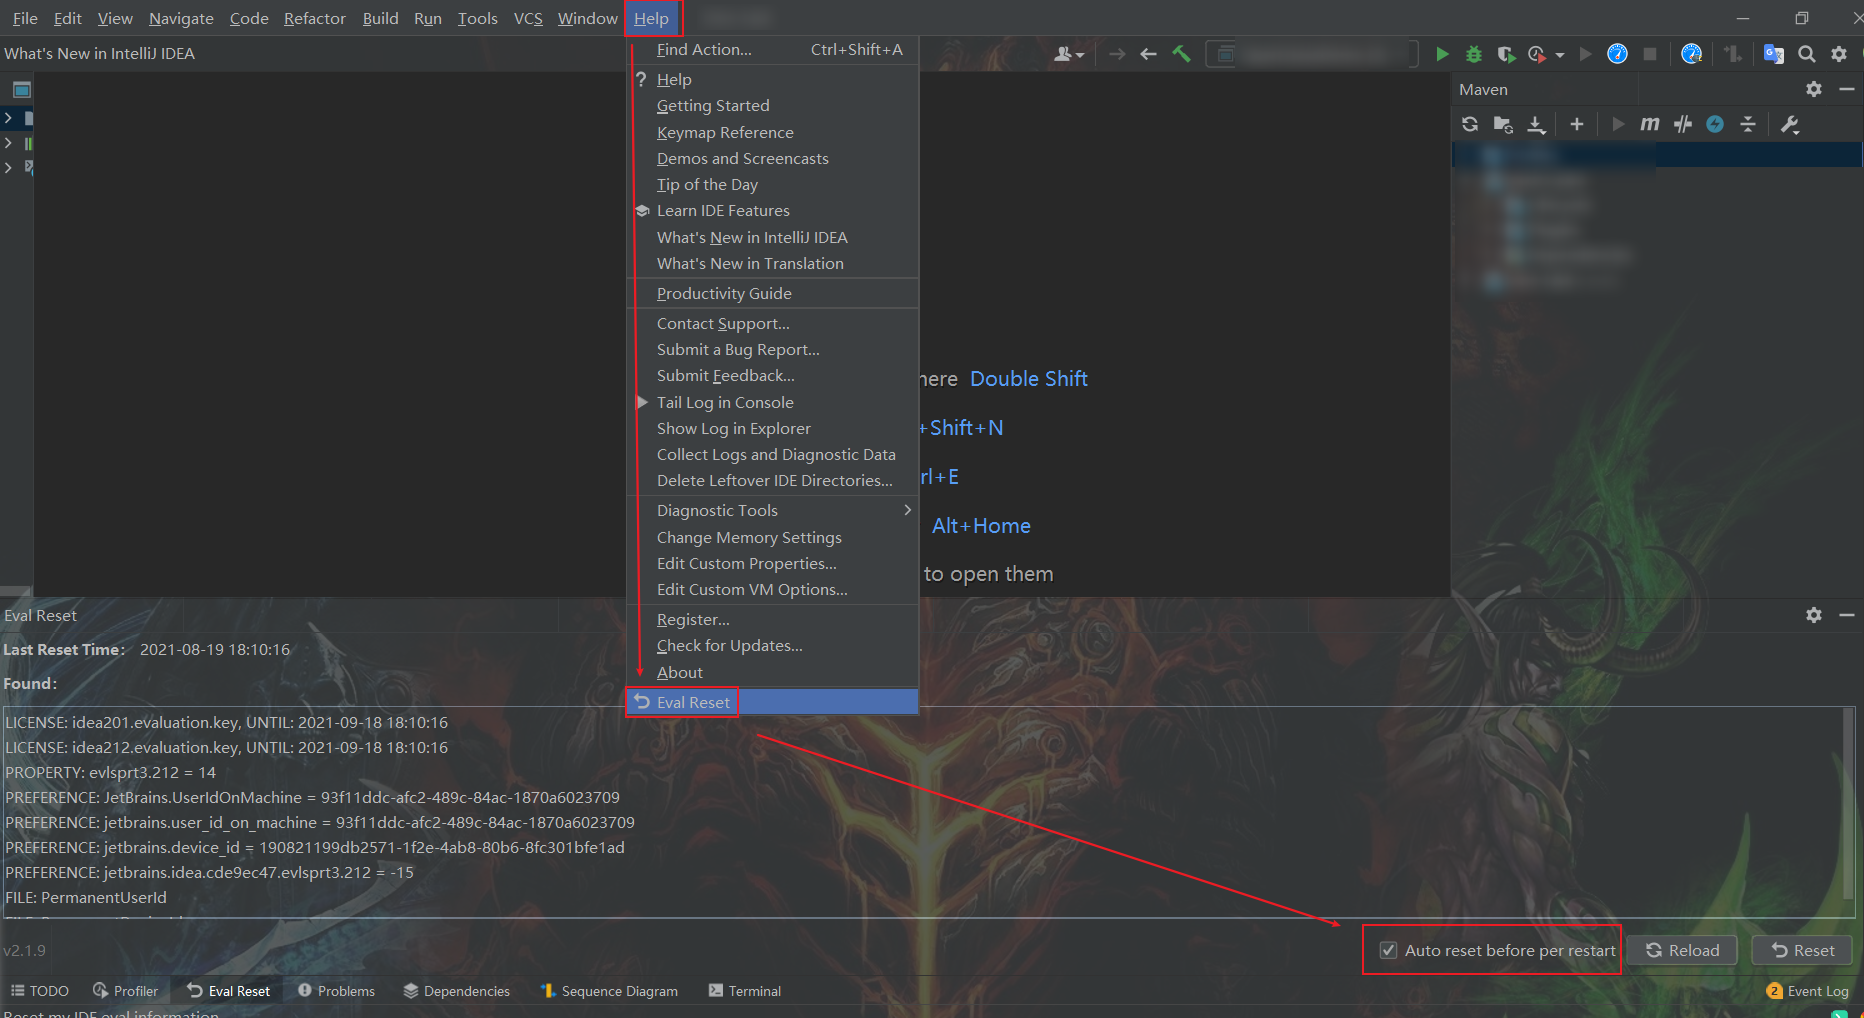 File Edit View Navigate Code Refactor Build Run Tools VCS Window Help
What's New in IntelliJ IDEA
Find Action... Ctrl+Shift+A
Help
Getting Started
Keymap Reference
Demos and Screencasts
Tip of the Day
Learn IDE Features
What's New in IntelliJ IDEA
What's New in Translation
Productivity Guide
Contact Support...
Submit a Bug Report...
Submit Feedback...
Tail Log in Console
Show Log in Explorer
Collect Logs and Diagnostic Data
Delete Leftover IDE Directories...
Diagnostic Tools
Change Memory Settings
Edit Custom Properties...
Edit Custom VM Options...
Register...
Check for Updates...
About
Eval Reset
here Double Shift
+Shift+N
rl+E
Alt+Home
to open them
Maven
Eval Reset
Last Reset Time: 2021-08-19 18:10:16
Found:
LICENSE: idea201.evaluation.key, UNTIL: 2021-09-18 18:10:16
LICENSE: idea212.evaluation.key, UNTIL: 2021-09-18 18:10:16
PROPERTY: evlsprt3.212 = 14
PREFERENCE: JetBrains.UserIdOnMachine = 93f11ddc-afc2-489c-84ac-1870a6023709
PREFERENCE: jetbrains.user_id_on_machine = 93f11ddc-afc2-489c-84ac-1870a6023709
PREFERENCE: jetbrains.device_id = 190821199db2571-1f2e-4ab8-80b6-8fc301bfe1ad
PREFERENCE: jetbrains.idea.cde9ec47.evlsprt3.212 = -15
FILE: PermanentUserId
v2.1.9
Auto reset before per restart Reload Reset
TODO Profiler Eval Reset Problems Dependencies Sequence Diagram Terminal 2 Event Log
Reset my IDE eval information